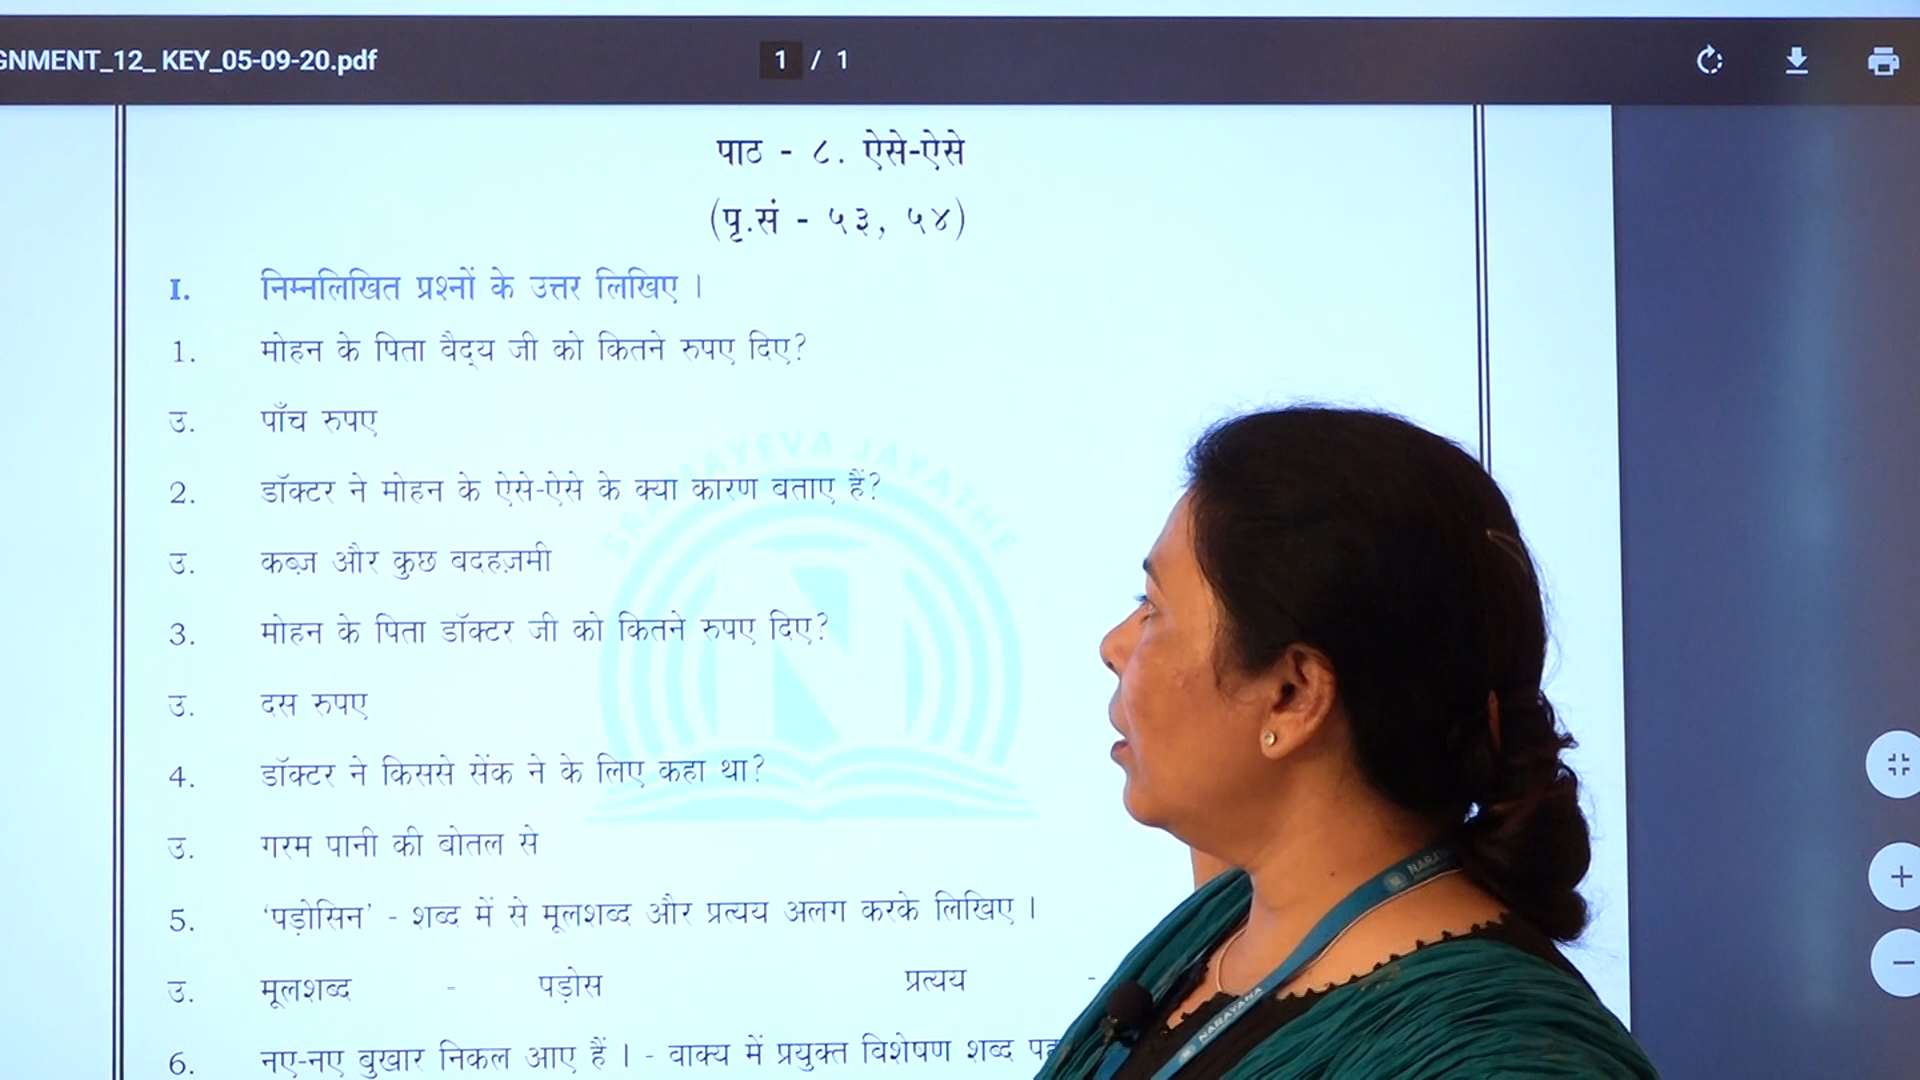 GNMENT_12_ KEY_05-09-20.pdf
1 / 1
पाठ - ८. ऐसे-ऐसे
(पृ.सं - ५३, ५४)
I. निम्नलिखित प्रश्नों के उत्तर लिखिए ।
1. मोहन के पिता वैद्‌य जी को कितने रुपए दिए?
उ. पाँच रुपए
2. डॉक्टर ने मोहन के ऐसे-ऐसे के क्या कारण बताए हैं?
उ. कब्ज़ और कुछ बदहज़मी
3. मोहन के पिता डॉक्टर जी को कितने रुपए दिए?
उ. दस रुपए
4. डॉक्टर ने किससे सेंक ने के लिए कहा था?
उ. गरम पानी की बोतल से
5. ‘पड़ोसिन’ - शब्द में से मूलशब्द और प्रत्यय अलग करके लिखिए ।
उ. मूलशब्द - पड़ोस प्रत्यय -
6. नए-नए बुखार निकल आए हैं । - वाक्य में प्रयुक्त विशेषण शब्द
JAYATHE
N
NARAYANA